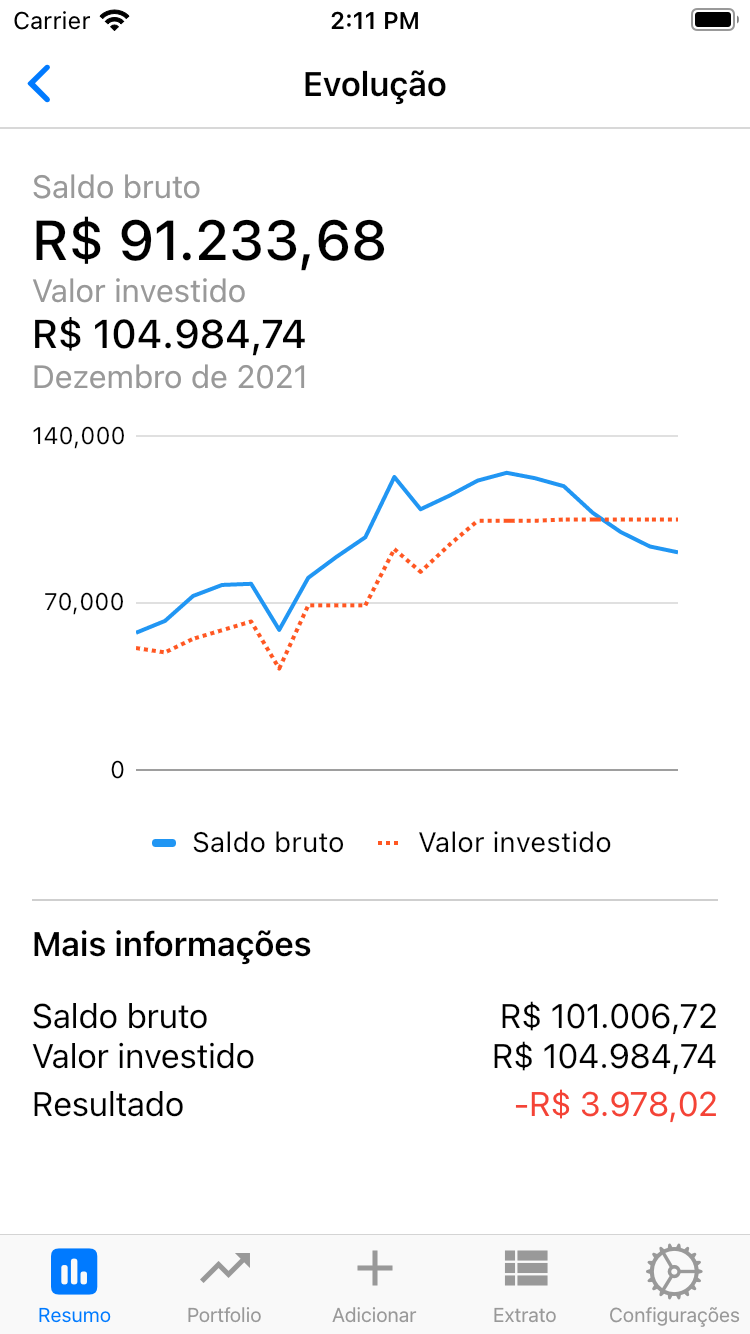 Carrier 2:11 PM
Evolução
Saldo bruto
R$ 91.233,68
Valor investido
R$ 104.984,74
Dezembro de 2021
140,000
70,000
0
Saldo bruto Valor investido
Mais informações
Saldo bruto R$ 101.006,72
Valor investido R$ 104.984,74
Resultado -R$ 3.978,02
Resumo Portfolio Adicionar Extrato Configurações